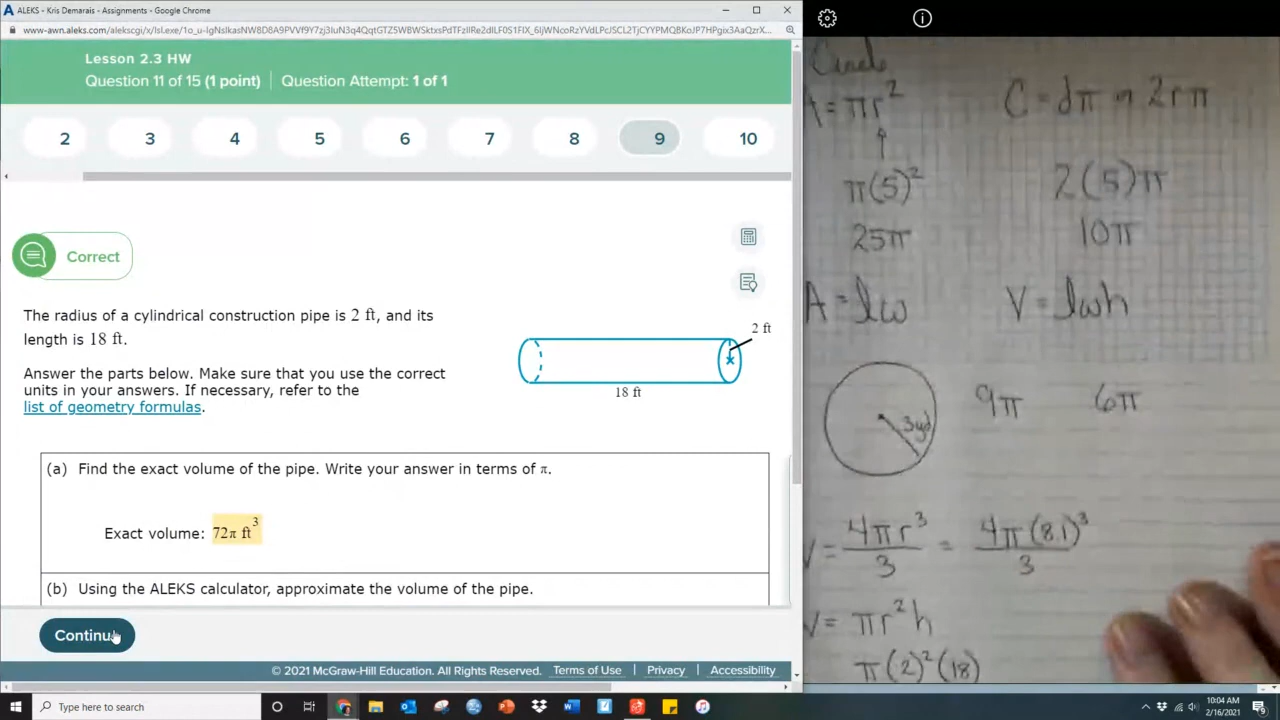 ALEKS - Kris Demarais - Assignments - Google Chrome
Lesson 2.3 HW
Question 11 of 15 (1 point) Question Attempt: 1 of 1
2 3 4 5 6 7 8 9 10
Correct
The radius of a cylindrical construction pipe is 2 ft, and its
length is 18 ft.
Answer the parts below. Make sure that you use the correct
units in your answers. If necessary, refer to the
list of geometry formulas.
2 ft
18 ft
(a) Find the exact volume of the pipe. Write your answer in terms of π.
Exact volume: 72π ft³
(b) Using the ALEKS calculator, approximate the volume of the pipe.
Continue
© 2021 McGraw-Hill Education. All Rights Reserved. Terms of Use Privacy Accessibility
Type here to search
10:04 AM
2/16/2021
Circle
A = πr² C = dπ or 2rπ
π(5)² 2(5)π
25π 10π
A = lw V = lwh
3yd 9π 6π
V = 4πr³/3 = 4π(8.1)³/3
V = πr²h
π(2)²(18)